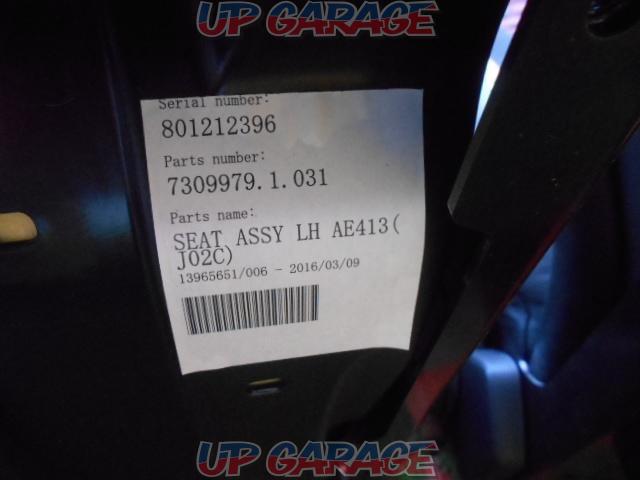 UP GARAGE
Serial number:
801212396
Parts number:
7309979.1.031
Parts name:
SEAT ASSY LH AE413(
J02C)
13965651/006 - 2016/03/09
UP GARAGE